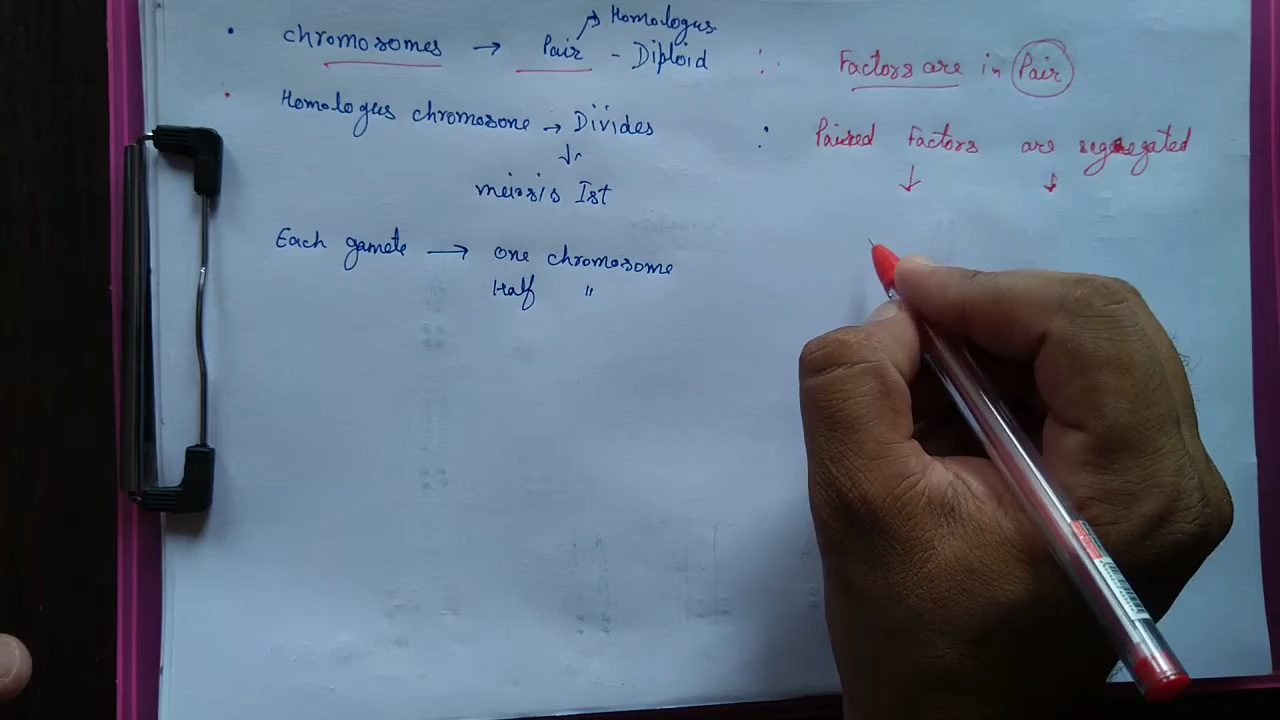 Homologus
• chromosomes → Pair - Diploid ∴ Factors are in Pair
• Homologus chromosone → Divides : Paired Factors are segregated
↓ ↓ ↓
meiosis Ist
Each gamete → one chromosome
Half "